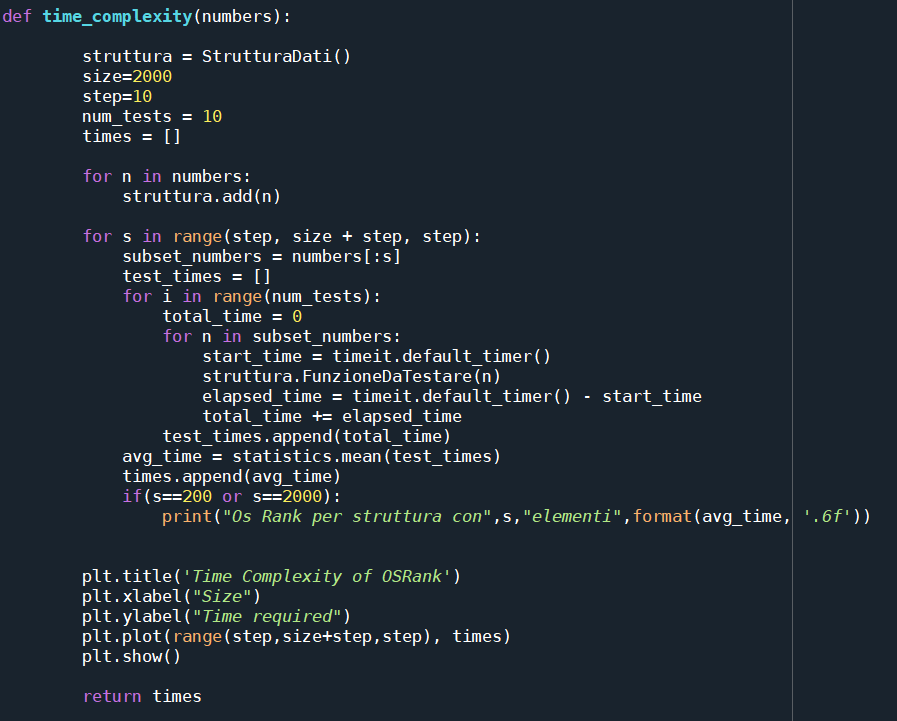 def time_complexity(numbers):
struttura = StrutturaDati()
size=2000
step=10
num_tests = 10
times = []
for n in numbers:
struttura.add(n)
for s in range(step, size + step, step):
subset_numbers = numbers[:s]
test_times = []
for i in range(num_tests):
total_time = 0
for n in subset_numbers:
start_time = timeit.default_timer()
struttura.FunzioneDaTestare(n)
elapsed_time = timeit.default_timer() - start_time
total_time += elapsed_time
test_times.append(total_time)
avg_time = statistics.mean(test_times)
times.append(avg_time)
if(s==200 or s==2000):
print("Os Rank per struttura con",s,"elementi",format(avg_time, '.6f'))
plt.title('Time Complexity of OSRank')
plt.xlabel("Size")
plt.ylabel("Time required")
plt.plot(range(step,size+step,step), times)
plt.show()
return times